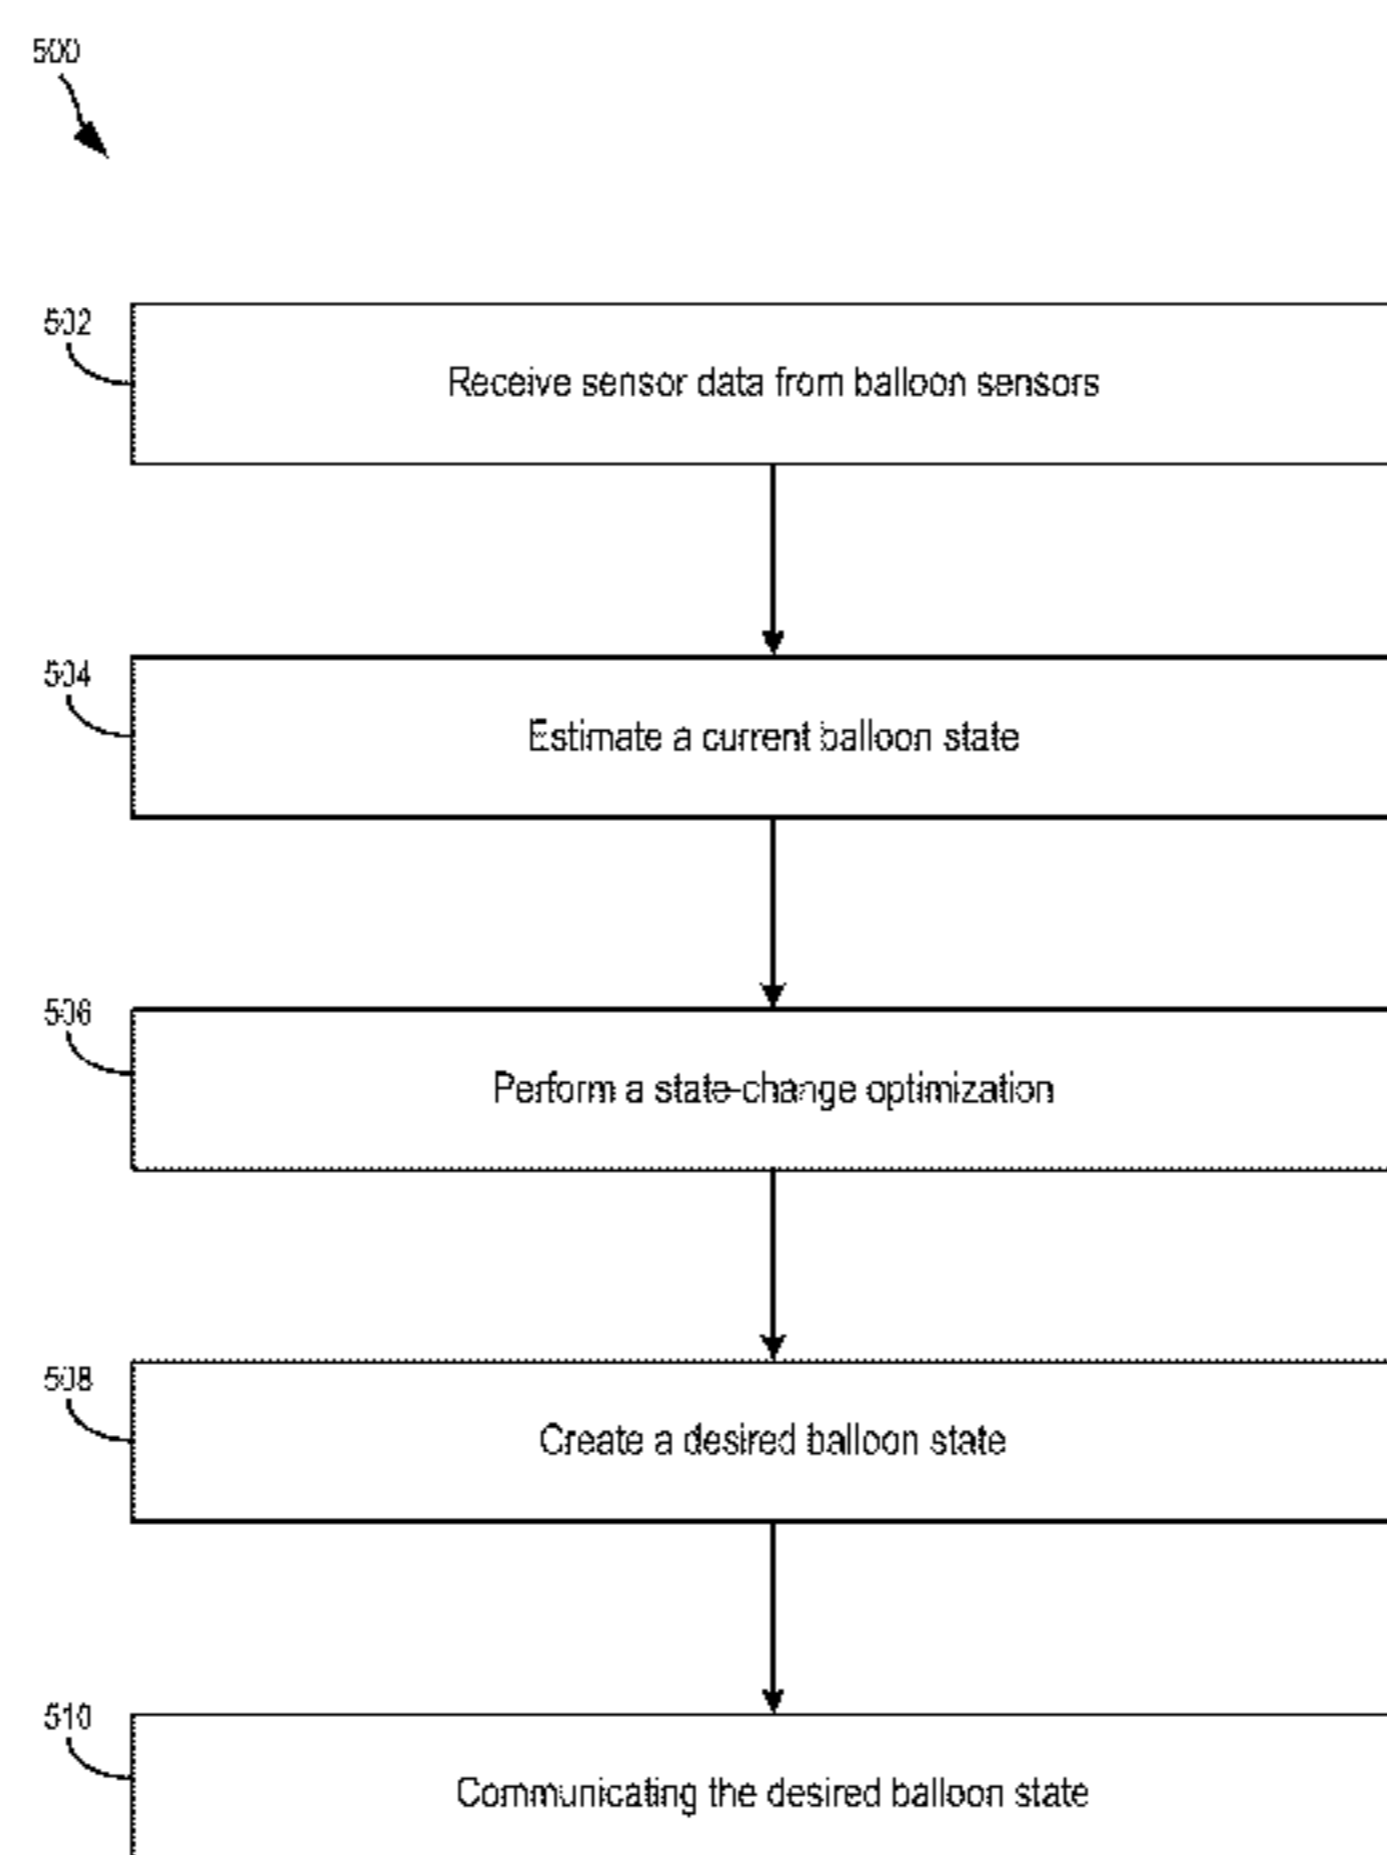 500
502
Receive sensor data from balloon sensors
504
Estimate a current balloon state
506
Perform a state-change optimization
508
Create a desired balloon state
510
Communicating the desired balloon state